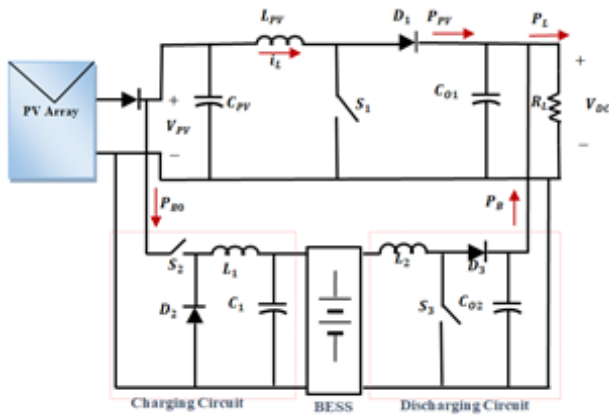 L_PV
D_1
P_PV
P_L
i_L
+
PV Array
+
C_PV
V_PV
−
S_1
C_O1
R_L
V_DC
−
P_BO
P_B
S_2
L_1
L_2
D_3
D_2
C_1
S_3
C_O2
Charging Circuit
BESS
Discharging Circuit